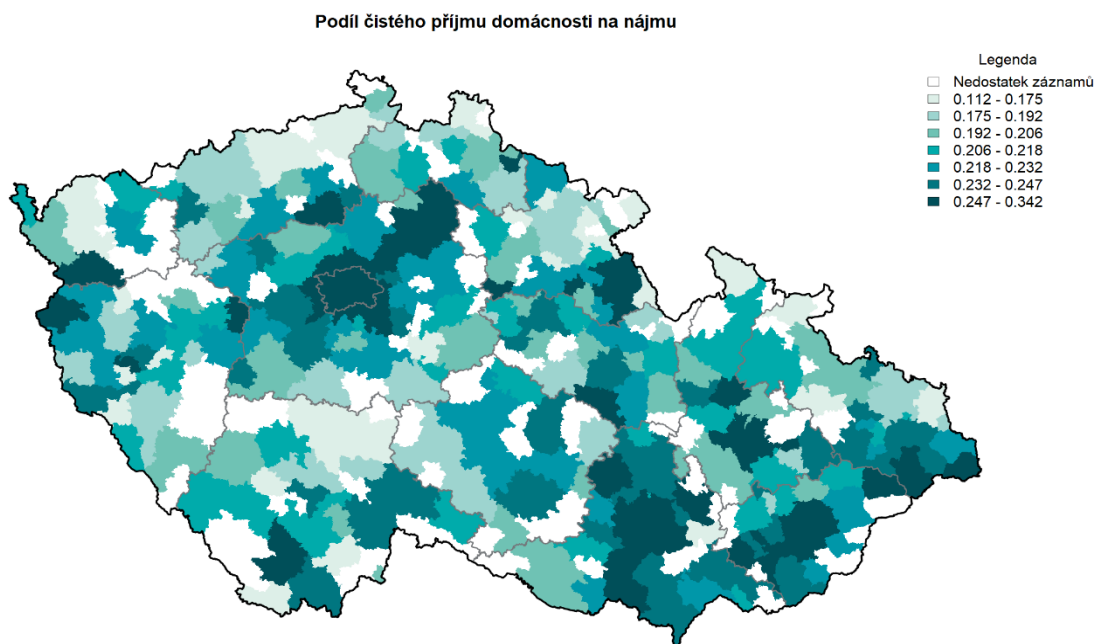 Podíl čistého příjmu domácnosti na nájmu
Legenda
Nedostatek záznamů
0.112 - 0.175
0.175 - 0.192
0.192 - 0.206
0.206 - 0.218
0.218 - 0.232
0.232 - 0.247
0.247 - 0.342